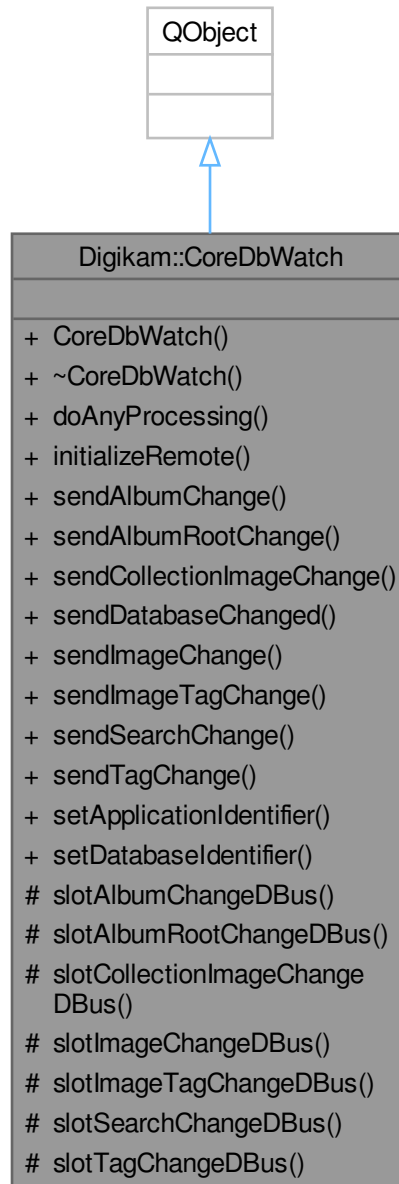 QObject
Digikam::CoreDbWatch
+ CoreDbWatch()
+ ~CoreDbWatch()
+ doAnyProcessing()
+ initializeRemote()
+ sendAlbumChange()
+ sendAlbumRootChange()
+ sendCollectionImageChange()
+ sendDatabaseChanged()
+ sendImageChange()
+ sendImageTagChange()
+ sendSearchChange()
+ sendTagChange()
+ setApplicationIdentifier()
+ setDatabaseIdentifier()
# slotAlbumChangeDBus()
# slotAlbumRootChangeDBus()
# slotCollectionImageChange
DBus()
# slotImageChangeDBus()
# slotImageTagChangeDBus()
# slotSearchChangeDBus()
# slotTagChangeDBus()